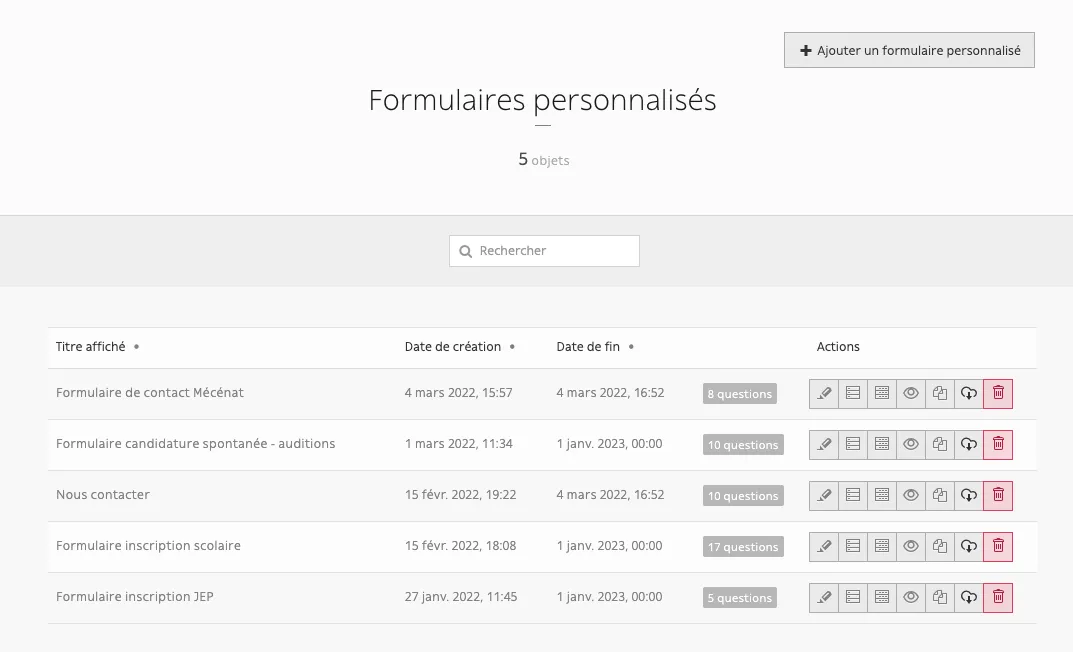 Ajouter un formulaire personnalisé
Formulaires personnalisés
5 objets
Rechercher
Titre affiché • Date de création • Date de fin • Actions
Formulaire de contact Mécénat 4 mars 2022, 15:57 4 mars 2022, 16:52 8 questions
Formulaire candidature spontanée - auditions 1 mars 2022, 11:34 1 janv. 2023, 00:00 10 questions
Nous contacter 15 févr. 2022, 19:22 4 mars 2022, 16:52 10 questions
Formulaire inscription scolaire 15 févr. 2022, 18:08 1 janv. 2023, 00:00 17 questions
Formulaire inscription JEP 27 janv. 2022, 11:45 1 janv. 2023, 00:00 5 questions